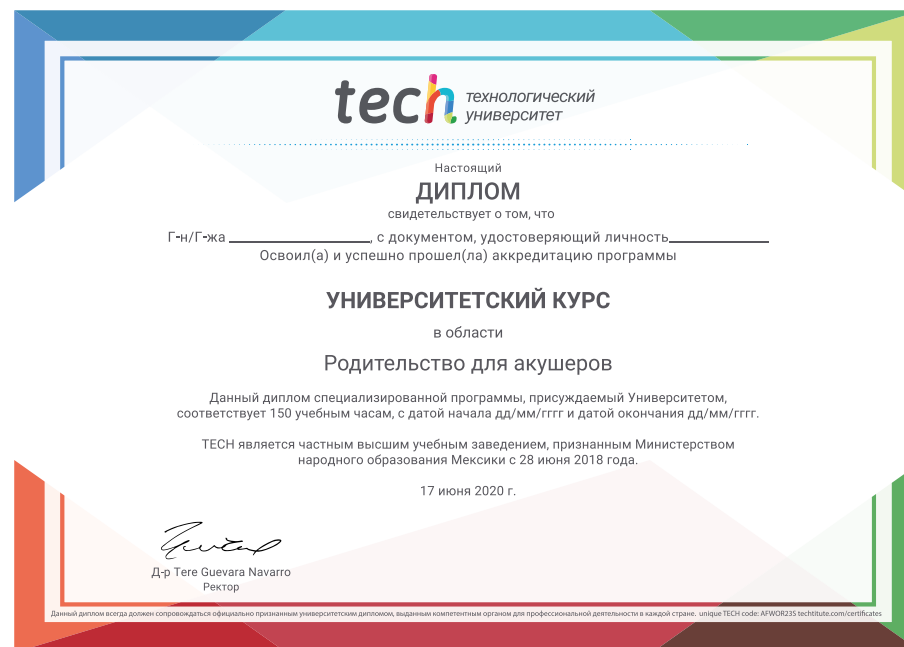 tech технологический
университет
Настоящий
ДИПЛОМ
свидетельствует о том, что
Г-н/Г-жа ____________________, с документом, удостоверяющий личность______________
Освоил(а) и успешно прошел(ла) аккредитацию программы
УНИВЕРСИТЕТСКИЙ КУРС
в области
Родительство для акушеров
Данный диплом специализированной программы, присуждаемый Университетом,
соответствует 150 учебным часам, с датой начала дд/мм/гггг и датой окончания дд/мм/гггг.
TECH является частным высшим учебным заведением, признанным Министерством
народного образования Мексики с 28 июня 2018 года.
17 июня 2020 г.
Д-р Tere Guevara Navarro
Ректор
Данный диплом всегда должен сопровождаться официально признанным университетским дипломом, выданным компетентным органом для профессиональной деятельности в каждой стране. unique TECH code: AFWOR23S techtitute.com/certificates